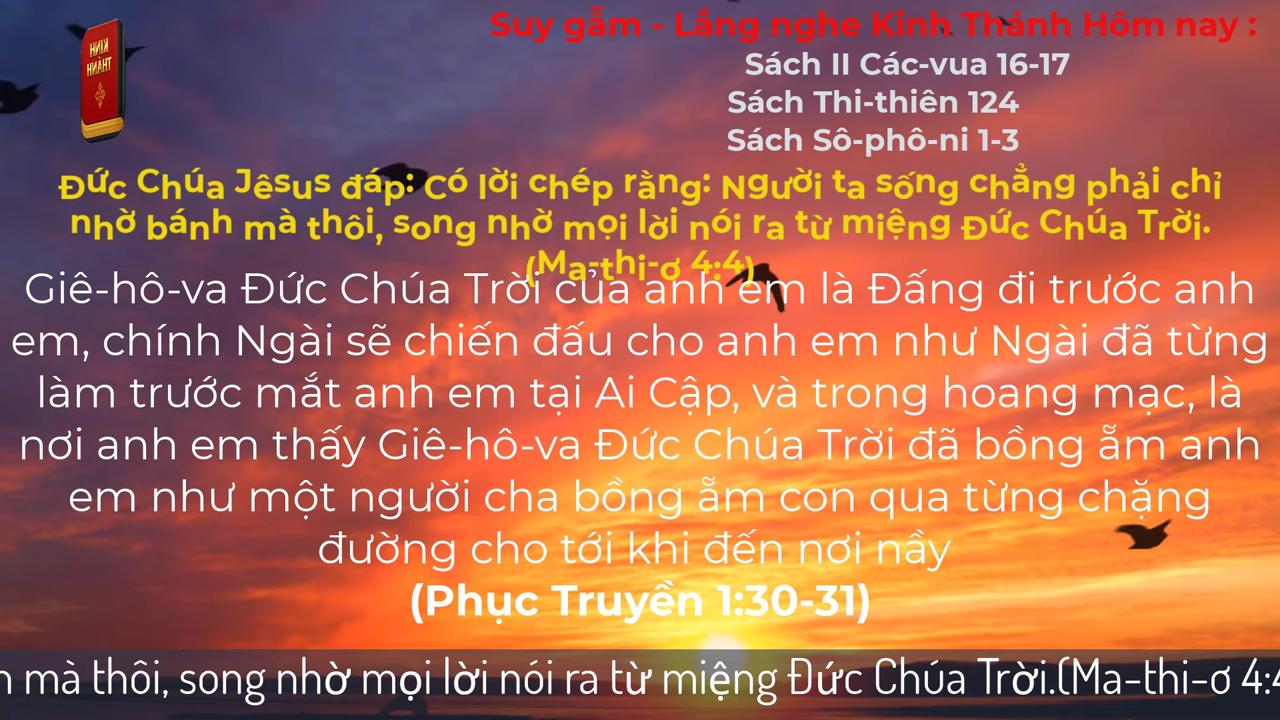 Suy gẫm - Lắng nghe Kinh Thánh Hôm nay :
KINH
THÁNH
Sách II Các-vua 16-17
Sách Thi-thiên 124
Sách Sô-phô-ni 1-3
Đức Chúa Jêsus đáp: Có lời chép rằng: Người ta sống chẳng phải chỉ
nhờ bánh mà thôi, song nhờ mọi lời nói ra từ miệng Đức Chúa Trời.
(Ma-thi-ơ 4:4)
Giê-hô-va Đức Chúa Trời của anh em là Đấng đi trước anh
em, chính Ngài sẽ chiến đấu cho anh em như Ngài đã từng
làm trước mắt anh em tại Ai Cập, và trong hoang mạc, là
nơi anh em thấy Giê-hô-va Đức Chúa Trời đã bồng ẵm anh
em như một người cha bồng ẵm con qua từng chặng
đường cho tới khi đến nơi nầy
(Phục Truyền 1:30-31)
mà thôi, song nhờ mọi lời nói ra từ miệng Đức Chúa Trời.(Ma-thi-ơ 4:4